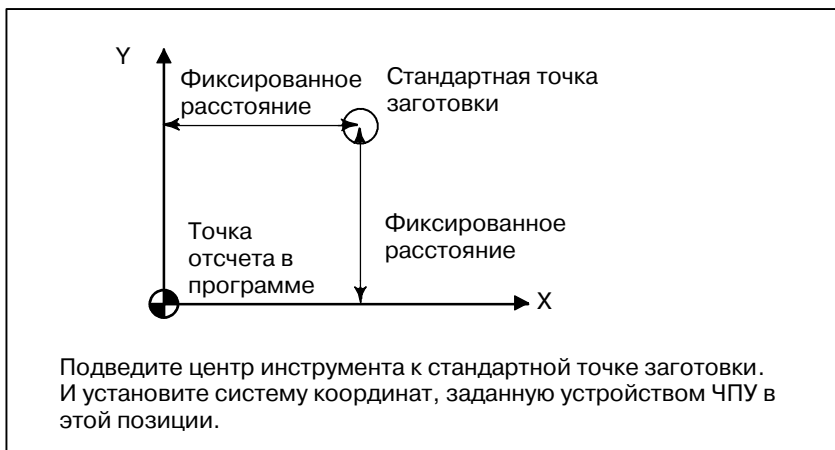 Y
Фиксированное
расстояние
Стандартная точка
заготовки
Точка
отсчета в
программе
Фиксированное
расстояние
X
Подведите центр инструмента к стандартной точке заготовки.
И установите систему координат, заданную устройством ЧПУ в
этой позиции.